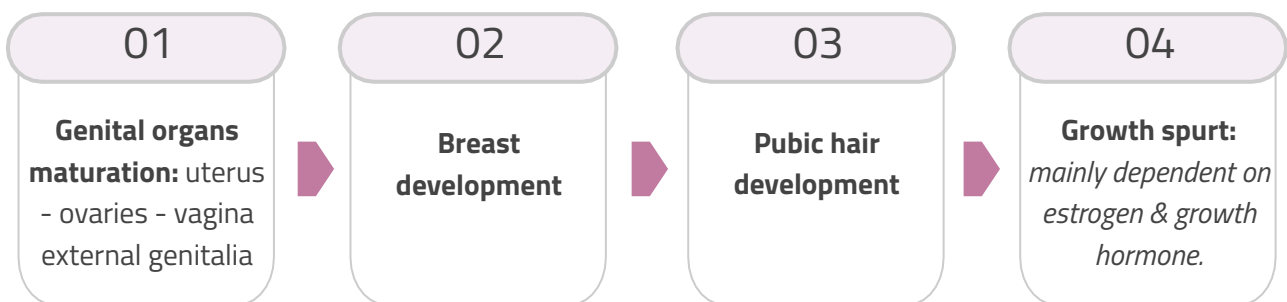 01
Genital organs
maturation: uterus
- ovaries - vagina
external genitalia
02
Breast
development
03
Pubic hair
development
04
Growth spurt:
mainly dependent on
estrogen & growth
hormone.